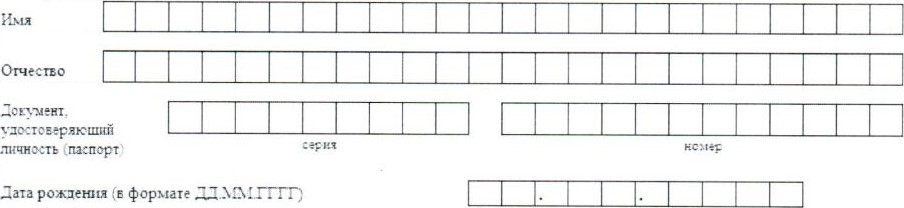 Имя
Отчество
Документ,
удостоверяющий
личность (паспорт)
серия
номер
Дата рождения (в формате ДД.ММ.ГГГГ)
. .